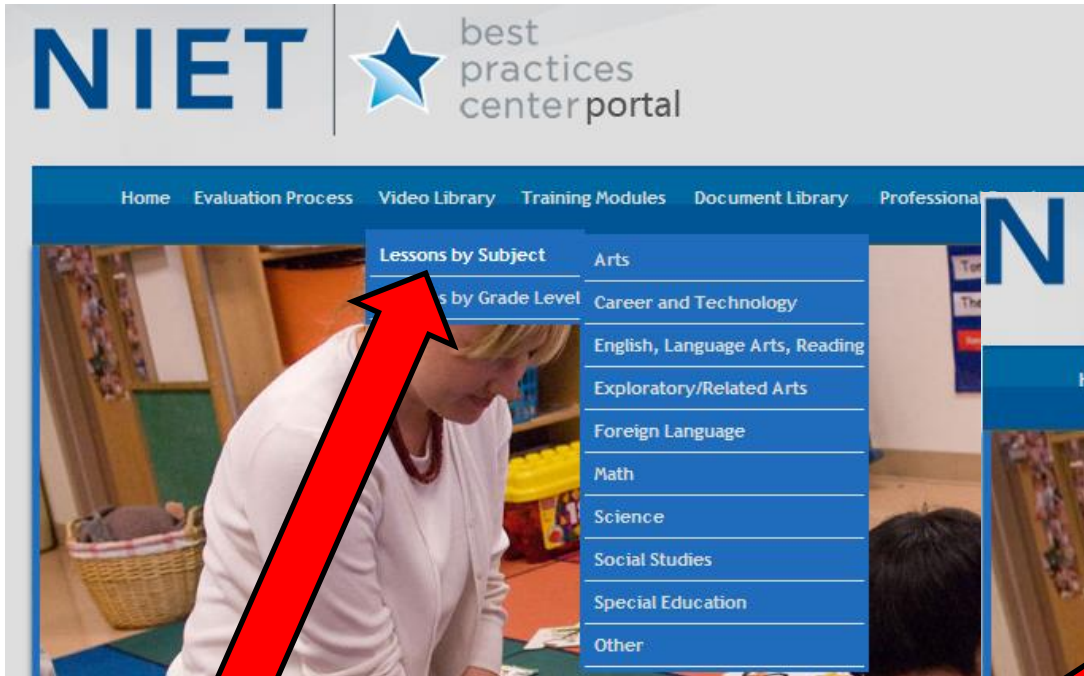 NIET
best
practices
center portal
Home Evaluation Process Video Library Training Modules Document Library Professional
Lessons by Subject
s by Grade Level
Arts
Career and Technology
English, Language Arts, Reading
Exploratory/Related Arts
Foreign Language
Math
Science
Social Studies
Special Education
Other
N